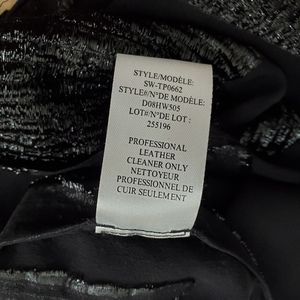 STYLE/MODÈLE:
SW-TP0662
STYLE#/N°DE MODÈLE:
D08HW505
LOT#/N°DE LOT :
255196
PROFESSIONAL
LEATHER
CLEANER ONLY
NETTOYEUR
PROFESSIONNEL DE
CUIR SEULEMENT